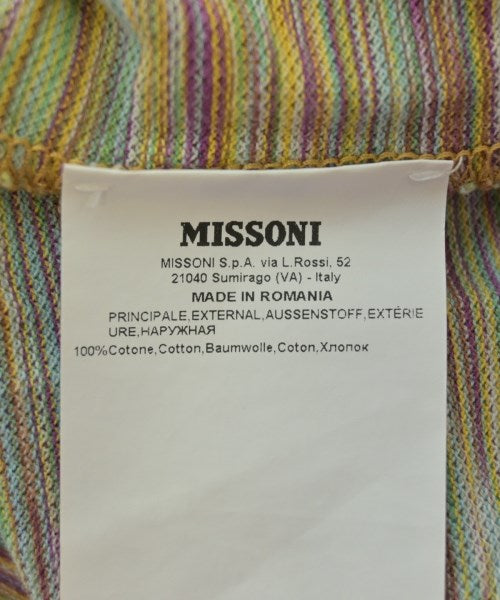 MISSONI
MISSONI S.p.A. via L.Rossi, 52
21040 Sumirago (VA) - Italy
MADE IN ROMANIA
PRINCIPALE,EXTERNAL,AUSSENSTOFF,EXTÉRIE
URE,НАРУЖНАЯ
100%Cotone,Cotton,Baumwolle,Coton,Хлопок